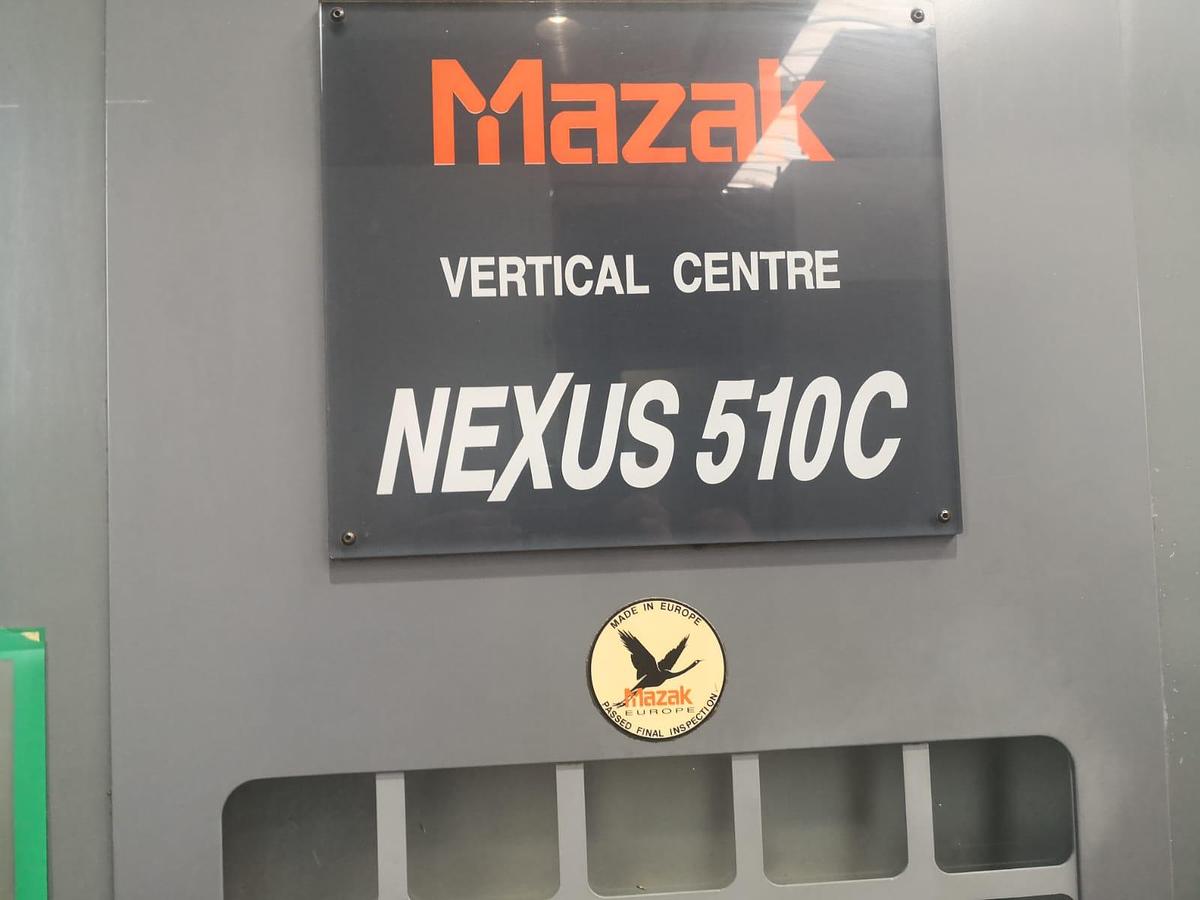 Mazak
VERTICAL CENTRE
NEXUS 510C
MADE IN EUROPE
Mazak
EUROPE
PASSED FINAL INSPECTION